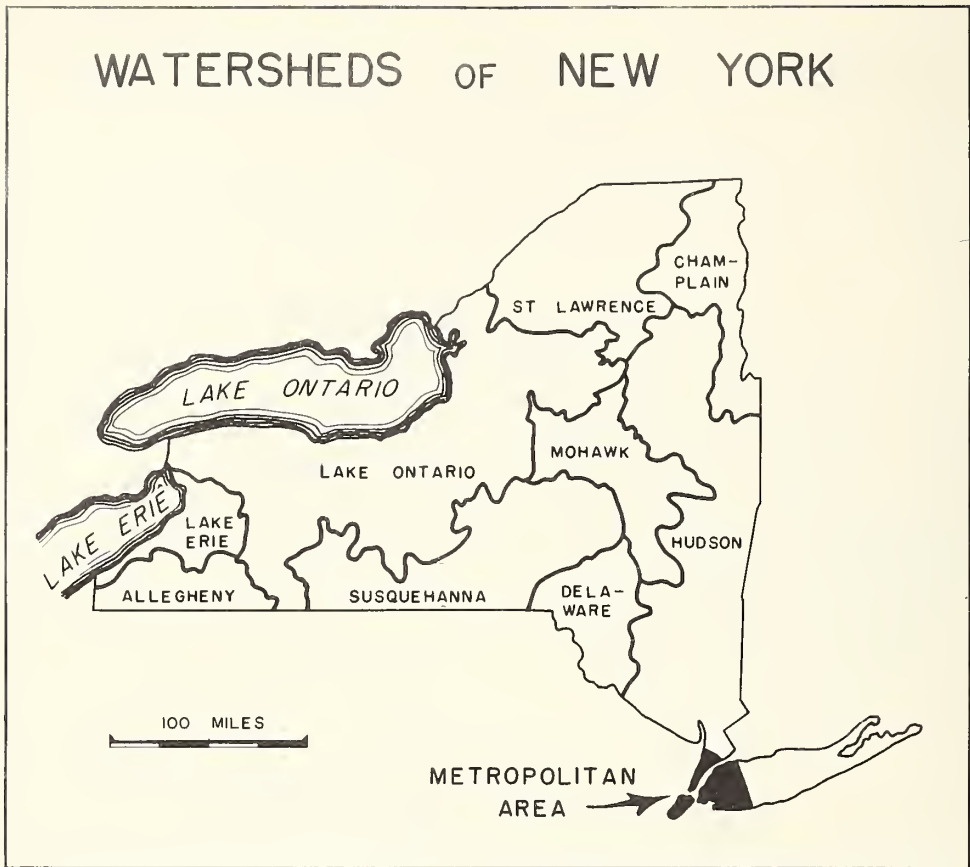 WATERSHEDS OF NEW YORK
CHAM-
PLAIN
ST LAWRENCE
LAKE ONTARIO
MOHAWK
LAKE ONTARIO
LAKE ERIE
LAKE
ERIE
HUDSON
ALLEGHENY
SUSQUEHANNA
DELA-
WARE
100 MILES
METROPOLITAN
AREA